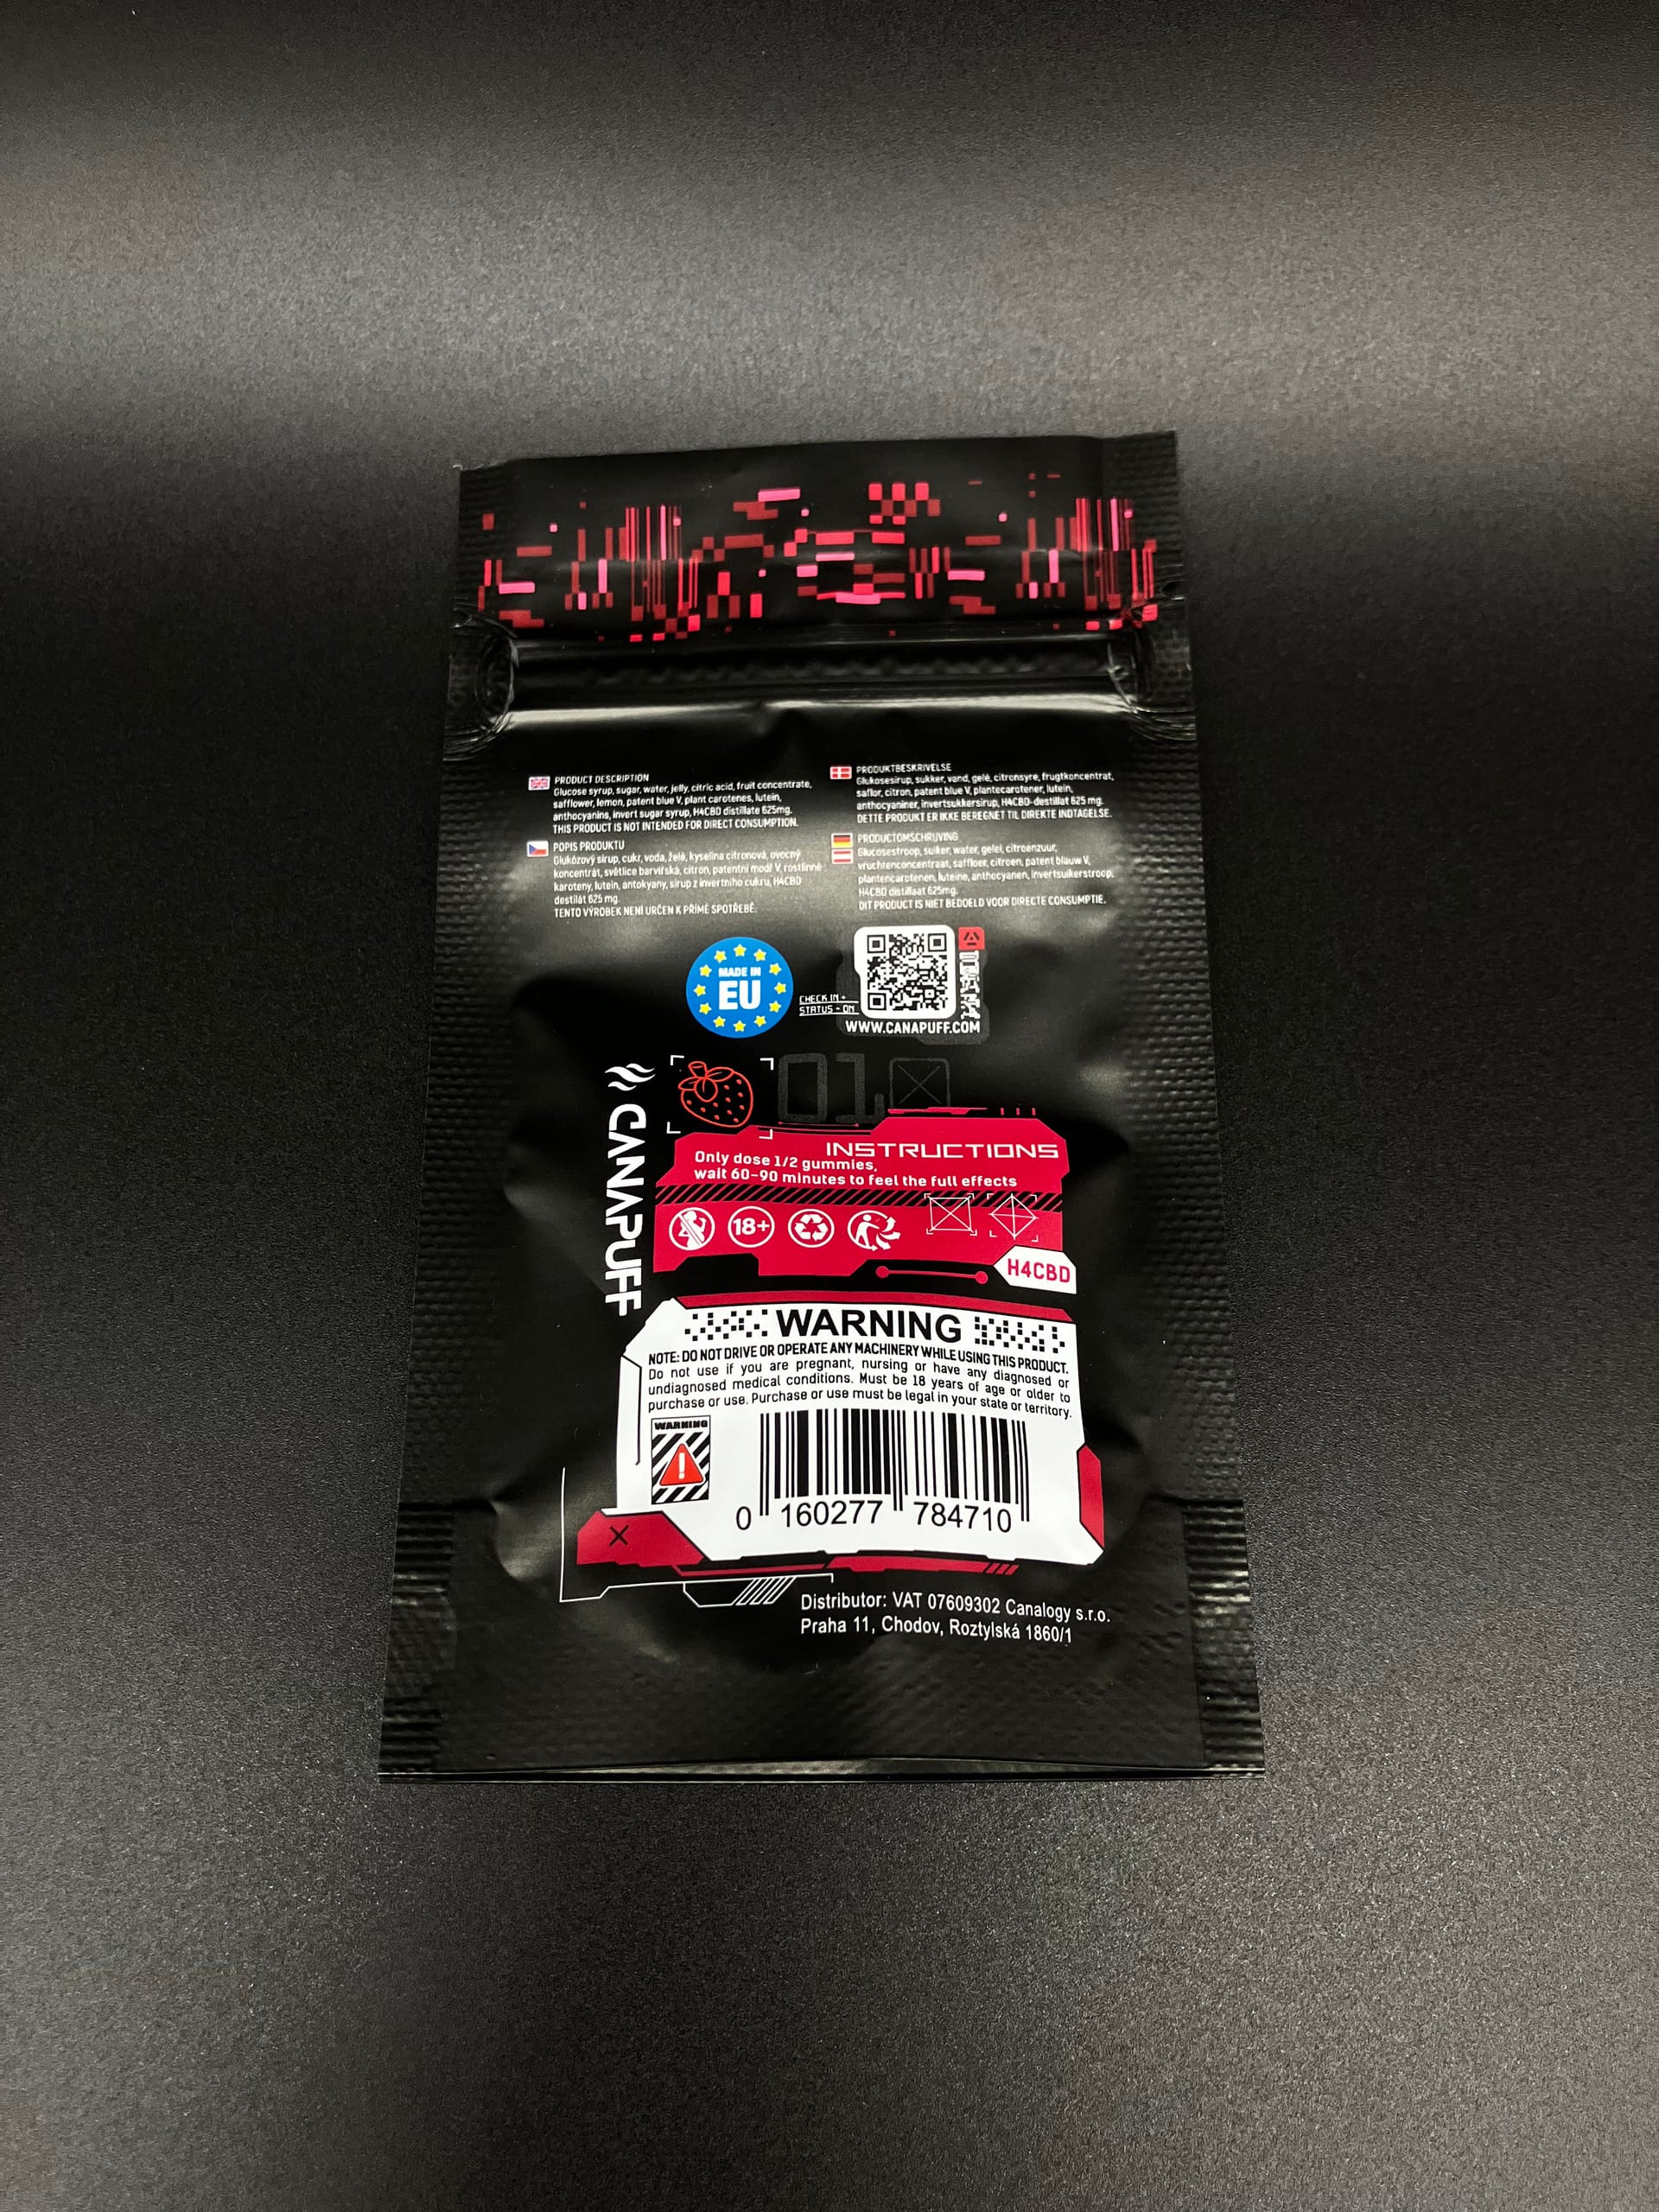 PRODUCT DESCRIPTION
Glucose syrup, sugar, water, jelly, citric acid, fruit concentrate,
safflower, lemon, patent blue V, plant carotenes, lutein,
anthocyanins, invert sugar syrup, H4CBD distillate 625mg.
THIS PRODUCT IS NOT INTENDED FOR DIRECT CONSUMPTION.
POPIS PRODUKTU
Glukózový sirup, cukr, voda, želé, kyselina citronová, ovocný
koncentrát, světlice barvířská, citron, patentní modř V, rostlinné
karoteny, lutein, antokyany, sirup z invertního cukru, H4CBD
destilát 625 mg.
TENTO VÝROBEK NENÍ URČEN K PŘÍMÉ SPOTŘEBĚ.
PRODUKTBESKRIVELSE
Glukosesirup, sukker, vand, gelé, citronsyre, frugtkoncentrat,
saflor, citron, patent blue V, plantecarotener, lutein,
anthocyaniner, invertsukkersirup, H4CBD-destillat 625 mg.
DETTE PRODUKT ER IKKE BEREGNET TIL DIREKTE INDTAGELSE.
PRODUCTOMSCHRIJVING
Glucosestroop, suiker, water, gelei, citroenzuur,
vruchtenconcentraat, saffloer, citroen, patent blauw V,
plantencarotenen, luteine, anthocyanen, invertsuikerstroop,
H4CBD distillaat 625mg.
DIT PRODUCT IS NIET BEDOELD VOOR DIRECTE CONSUMPTIE.
MADE IN
EU
CHECK IN +
STATUS - ON
WWW.CANAPUFF.COM
01
CANAPUFF
INSTRUCTIONS
Only dose 1/2 gummies,
wait 60-90 minutes to feel the full effects
18+
H4CBD
WARNING
NOTE: DO NOT DRIVE OR OPERATE ANY MACHINERY WHILE USING THIS PRODUCT.
Do not use if you are pregnant, nursing or have any diagnosed or
undiagnosed medical conditions. Must be 18 years of age or older to
purchase or use. Purchase or use must be legal in your state or territory.
WARNING
!
0 160277 784710
X
Distributor: VAT 07609302 Canalogy s.r.o.
Praha 11, Chodov, Roztylská 1860/1